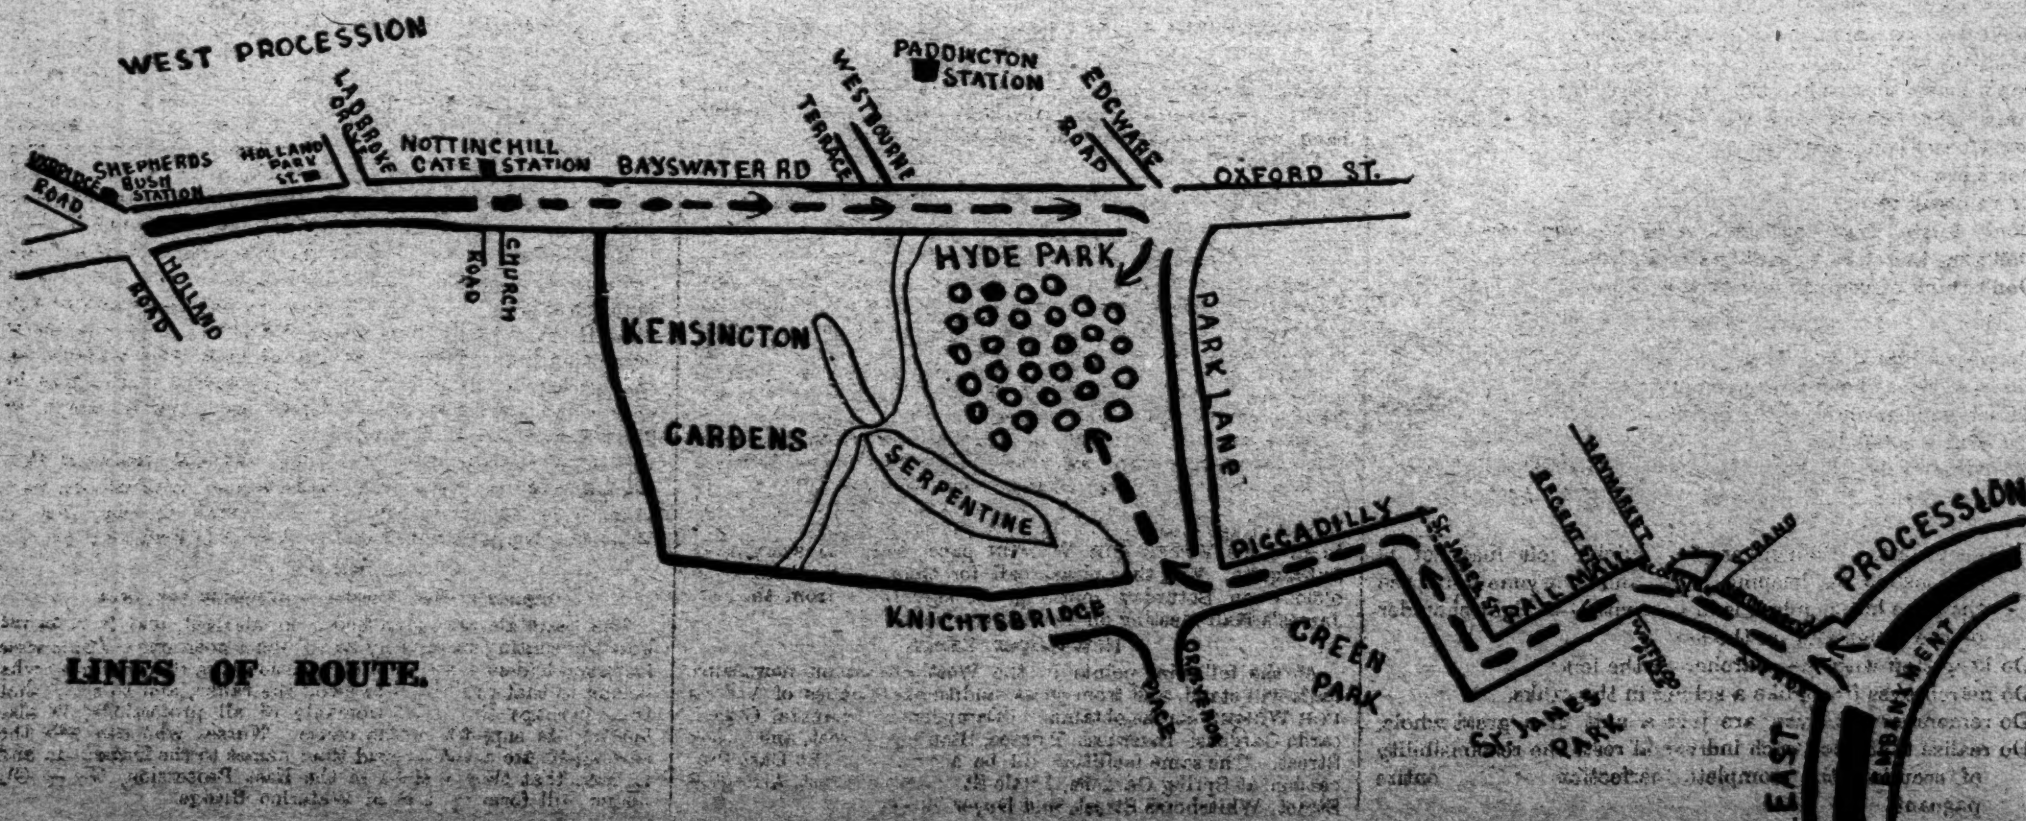 WEST PROCESSION
PADDINGTON
STATION
LADBROKE
GROVE
WESTBOURNE
TERRACE
EDGWARE
ROAD
SHEPHERDS
BUSH
STATION
ROAD
HOLLAND
PARK
ST.
NOTTINGHILL
GATE STATION
BAYSWATER RD
OXFORD ST.
HOLLAND
ROAD
CHURCH
ROAD
HYDE PARK
KENSINGTON
GARDENS
SERPENTINE
PARK LANE
KNIGHTSBRIDGE
GROSVENOR
PLACE
PICCADILLY
ST. JAMES ST.
PALL MALL
REGENT ST.
HAYMARKET
STRAND
GREEN
PARK
ST JAMES
PARK
EAST
PROCESSION
EMBANKMENT
LINES OF ROUTE.